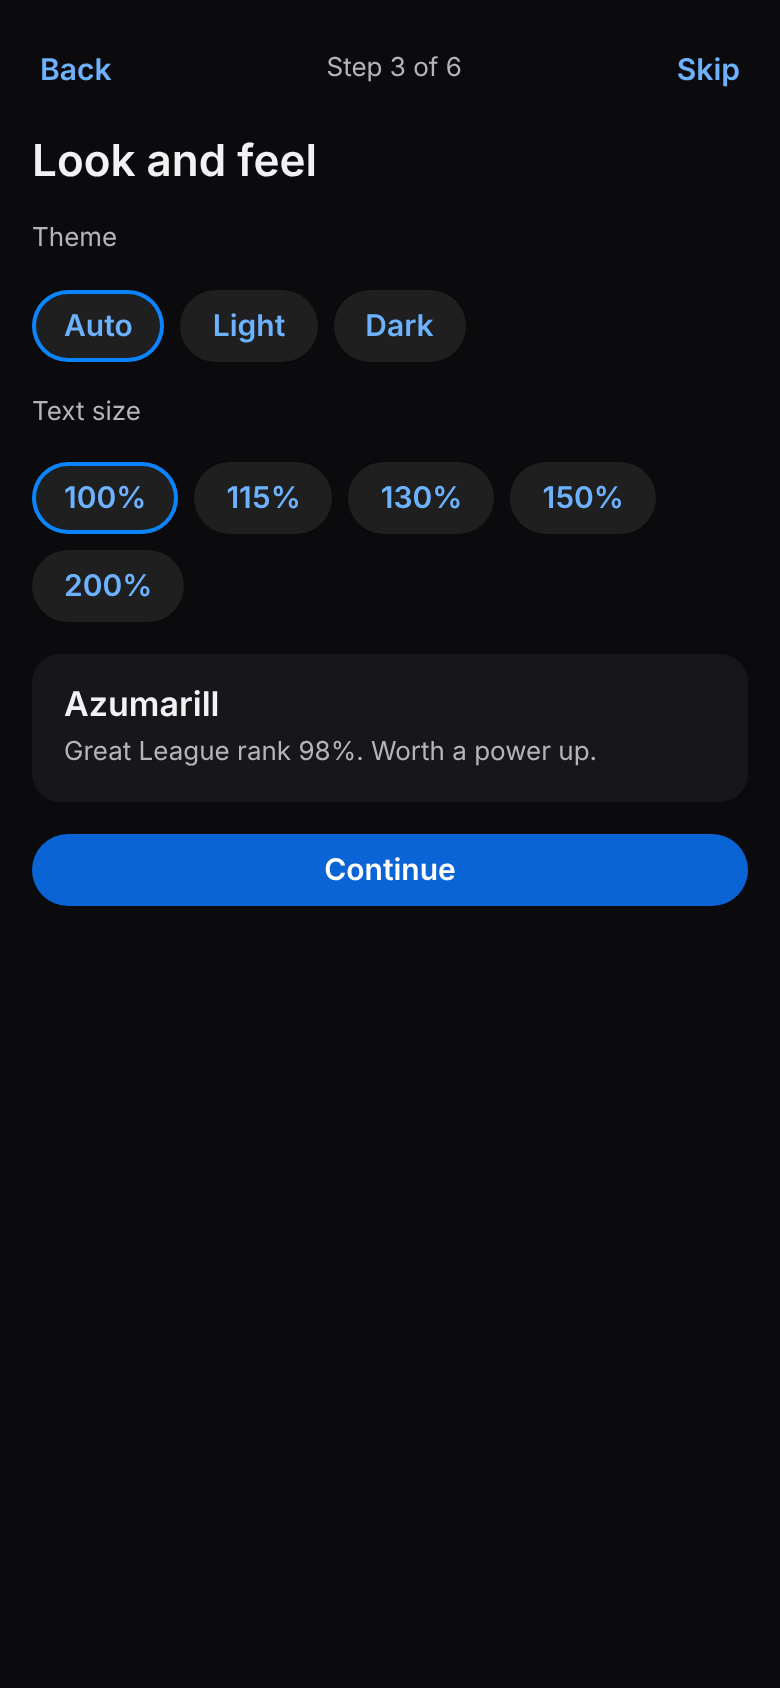 Back Step 3 of 6 Skip
Look and feel
Theme
Auto Light Dark
Text size
100% 115% 130% 150%
200%
Azumarill
Great League rank 98%. Worth a power up.
Continue